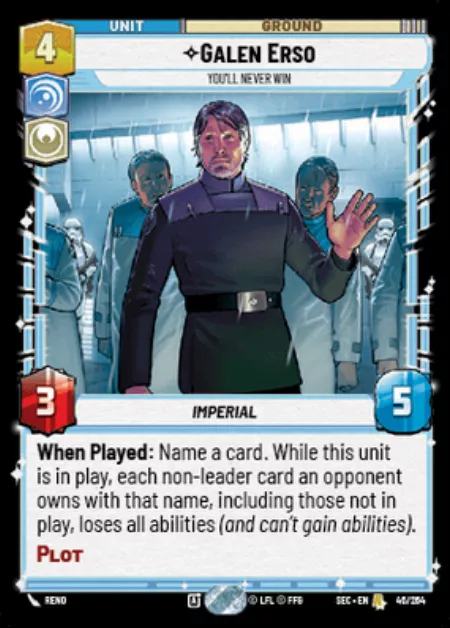 UNIT
GROUND
4
GALEN ERSO
YOU'LL NEVER WIN
3
IMPERIAL
5
When Played: Name a card. While this unit
is in play, each non-leader card an opponent
owns with that name, including those not in
play, loses all abilities (and can't gain abilities).
PLOT
RENO
A
© LFL © FFG
SEC • EN
46/264